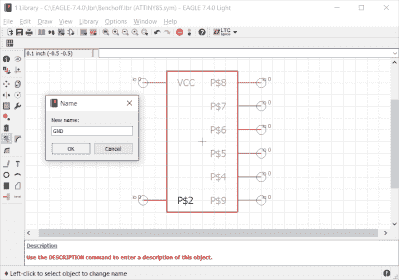 1 Library - C:\EAGLE-7.4.0\lbr\Benchoff.lbr (ATTINY85.sym) - EAGLE 7.4.0 Light
File Edit Draw View Library Options Window Help
0.1 inch (-0.5 -0.5)
VCC P$8
P$7
P$6
P$5
P$4
P$2 P$9
Name
New name:
GND
OK Cancel
Description
Use the DESCRIPTION command to enter a description of this object.
Left-click to select object to change name